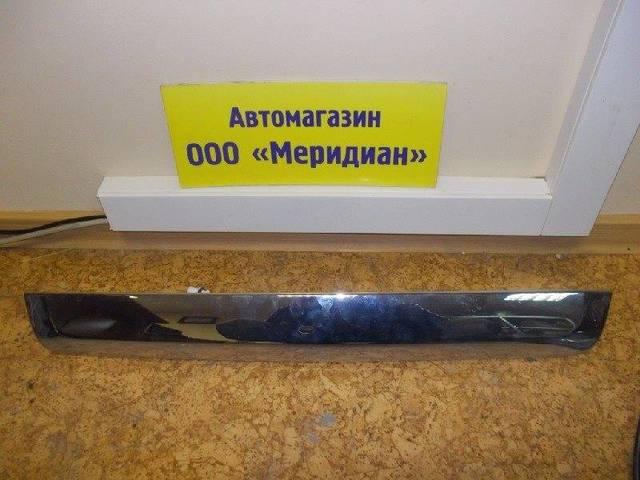 Автомагазин
ООО «Меридиан»